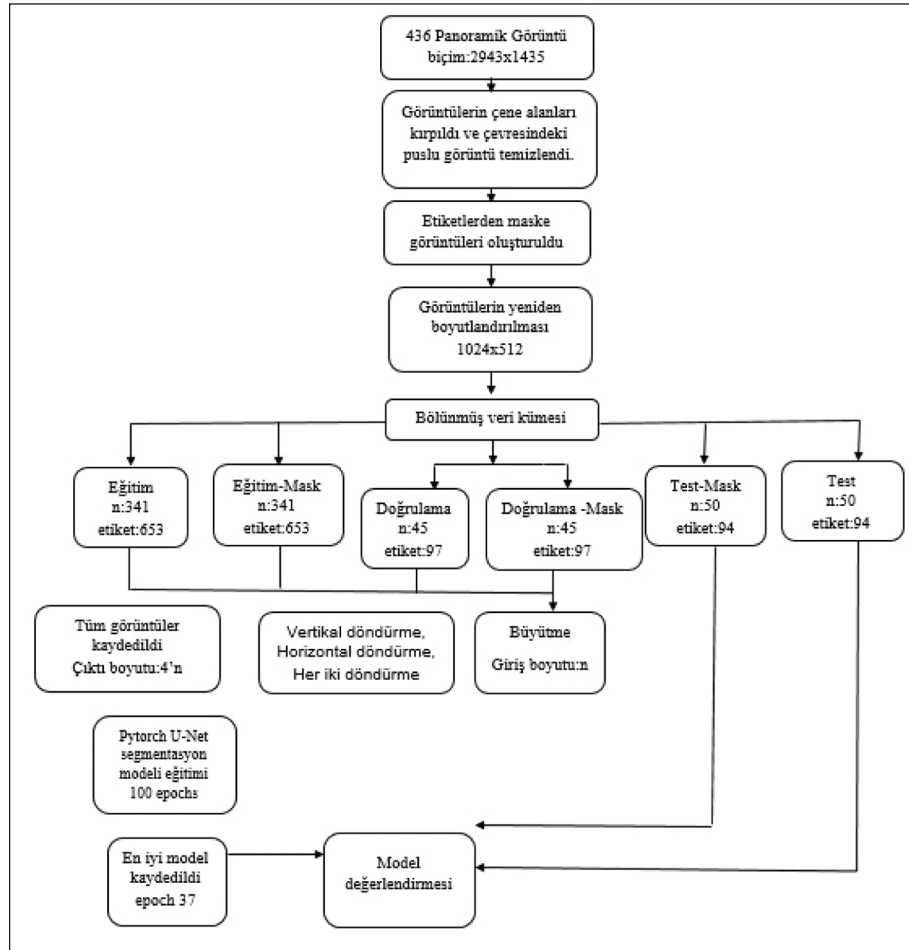 436 Panoramik Görüntü
biçim:2943x1435
Görüntülerin çene alanları
kırpıldı ve çevresindeki
puslu görüntü temizlendi.
Etiketlerden maske
görüntüleri oluşturuldu
Görüntülerin yeniden
boyutlandırılması
1024x512
Bölünmüş veri kümesi
Eğitim
n:341
etiket:653
Eğitim-Mask
n:341
etiket:653
Doğrulama
n:45
etiket:97
Doğrulama -Mask
n:45
etiket:97
Test-Mask
n:50
etiket:94
Test
n:50
etiket:94
Tüm görüntüler
kaydedildi
Çıktı boyutu:4’n
Vertikal döndürme,
Horizontal döndürme,
Her iki döndürme
Büyütme
Giriş boyutu:n
Pytorch U-Net
segmentasyon
modeli eğitimi
100 epochs
En iyi model
kaydedildi
epoch 37
Model
değerlendirmesi